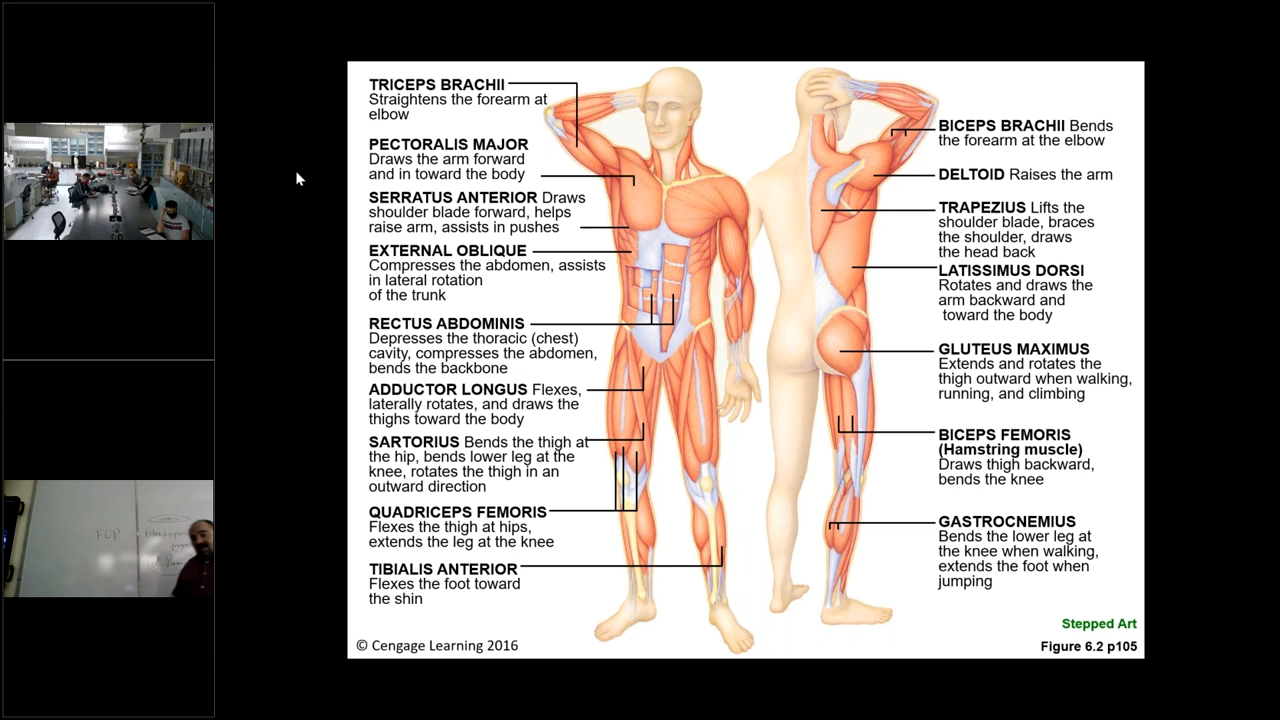 TRICEPS BRACHII
Straightens the forearm at
elbow
PECTORALIS MAJOR
Draws the arm forward
and in toward the body
SERRATUS ANTERIOR Draws
shoulder blade forward, helps
raise arm, assists in pushes
EXTERNAL OBLIQUE
Compresses the abdomen, assists
in lateral rotation
of the trunk
RECTUS ABDOMINIS
Depresses the thoracic (chest)
cavity, compresses the abdomen,
bends the backbone
ADDUCTOR LONGUS Flexes,
laterally rotates, and draws the
thighs toward the body
SARTORIUS Bends the thigh at
the hip, bends lower leg at the
knee, rotates the thigh in an
outward direction
QUADRICEPS FEMORIS
Flexes the thigh at hips,
extends the leg at the knee
TIBIALIS ANTERIOR
Flexes the foot toward
the shin
© Cengage Learning 2016
BICEPS BRACHII Bends
the forearm at the elbow
DELTOID Raises the arm
TRAPEZIUS Lifts the
shoulder blade, braces
the shoulder, draws
the head back
LATISSIMUS DORSI
Rotates and draws the
arm backward and
toward the body
GLUTEUS MAXIMUS
Extends and rotates the
thigh outward when walking,
running, and climbing
BICEPS FEMORIS
(Hamstring muscle)
Draws thigh backward,
bends the knee
GASTROCNEMIUS
Bends the lower leg at
the knee when walking,
extends the foot when
jumping
Stepped Art
Figure 6.2 p105
FOP